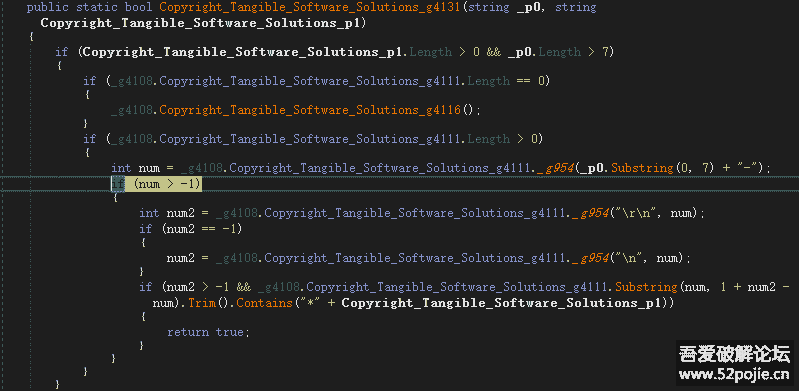 public static bool Copyright_Tangible_Software_Solutions_g4131(string _p0, string
Copyright_Tangible_Software_Solutions_p1)
{
if (Copyright_Tangible_Software_Solutions_p1.Length > 0 && _p0.Length > 7)
{
if (_g4108.Copyright_Tangible_Software_Solutions_g4111.Length == 0)
{
_g4108.Copyright_Tangible_Software_Solutions_g4116();
}
if (_g4108.Copyright_Tangible_Software_Solutions_g4111.Length > 0)
{
int num = _g4108.Copyright_Tangible_Software_Solutions_g4111._g954(_p0.Substring(0, 7) + "-");
if (num > -1)
{
int num2 = _g4108.Copyright_Tangible_Software_Solutions_g4111._g954("\r\n", num);
if (num2 == -1)
{
num2 = _g4108.Copyright_Tangible_Software_Solutions_g4111._g954("\n", num);
}
if (num2 > -1 && _g4108.Copyright_Tangible_Software_Solutions_g4111.Substring(num, 1 + num2 -
num).Trim().Contains("*" + Copyright_Tangible_Software_Solutions_p1))
{
return true;
}
}
}
}
吾爱破解论坛
www.52pojie.cn